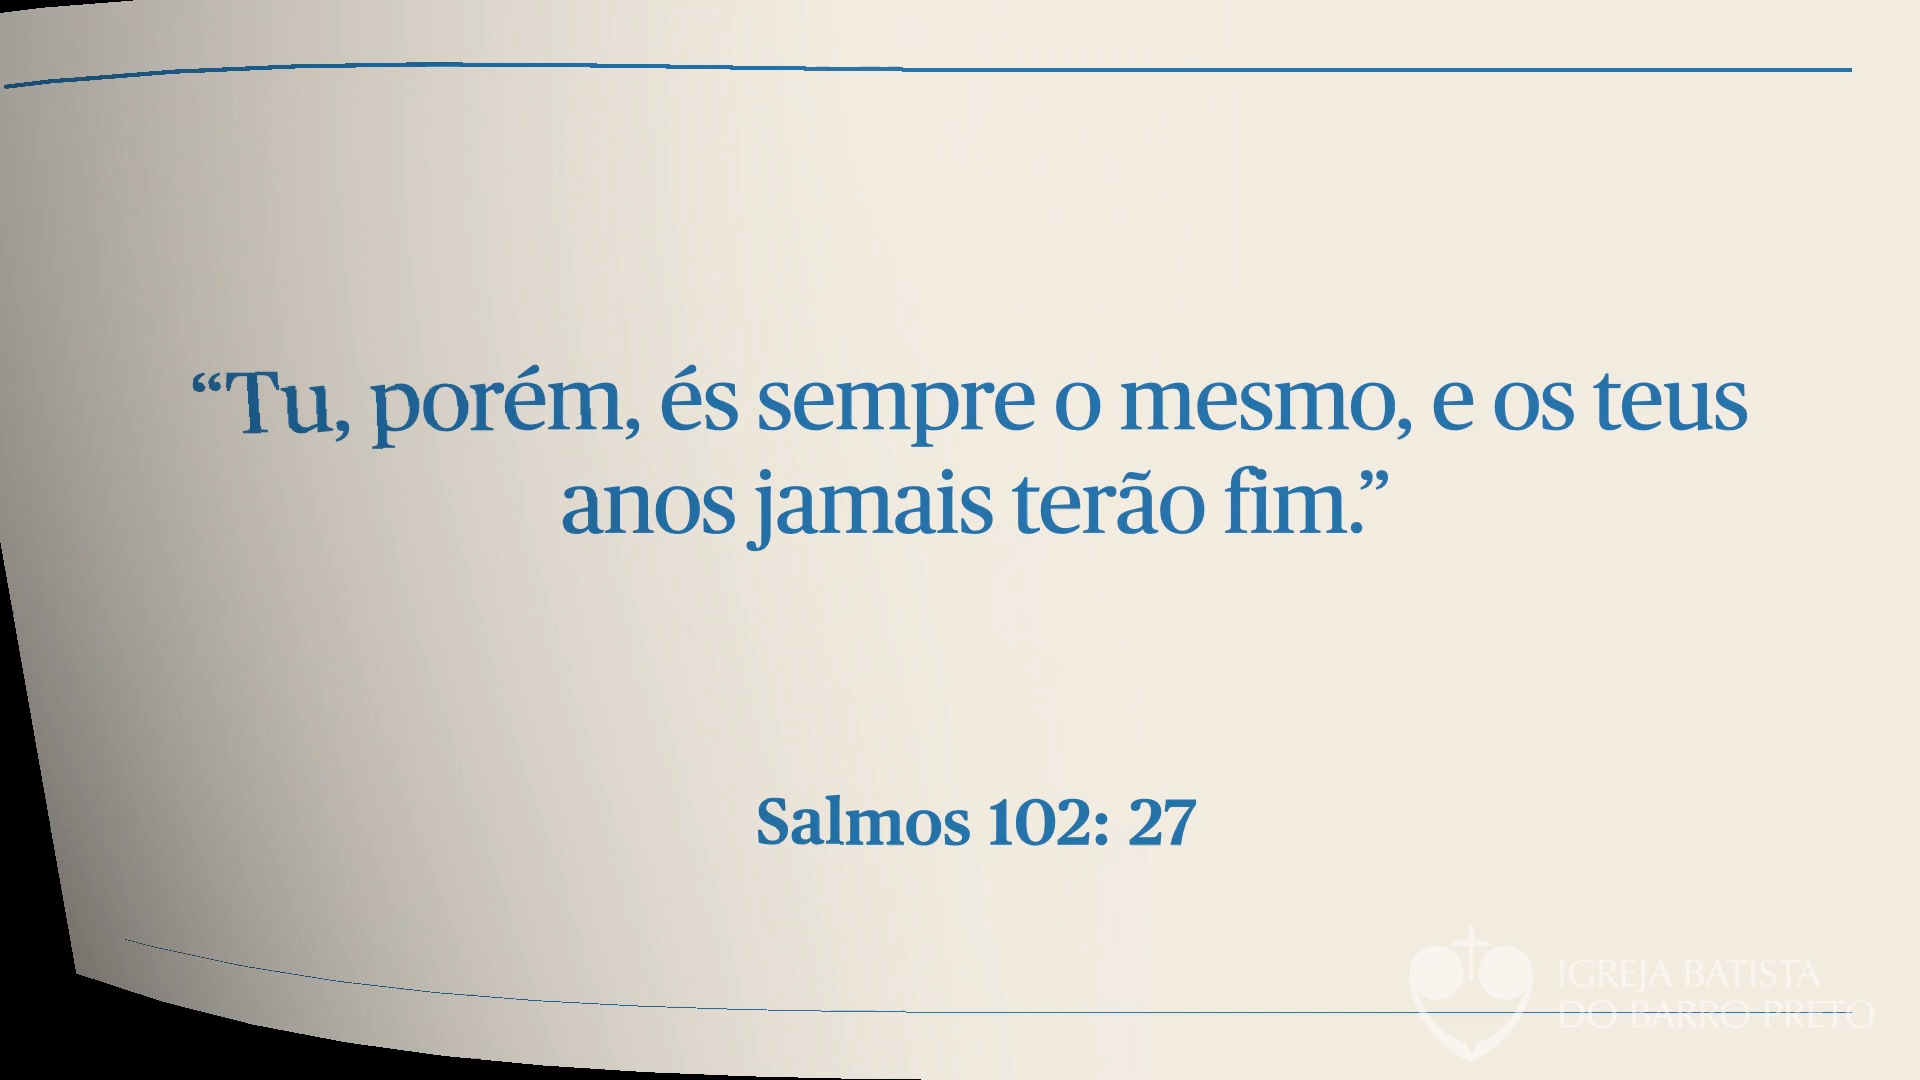 “Tu, porém, és sempre o mesmo, e os teus
anos jamais terão fim.”
Salmos 102: 27
IGREJA BATISTA
DO BARRO PRETO